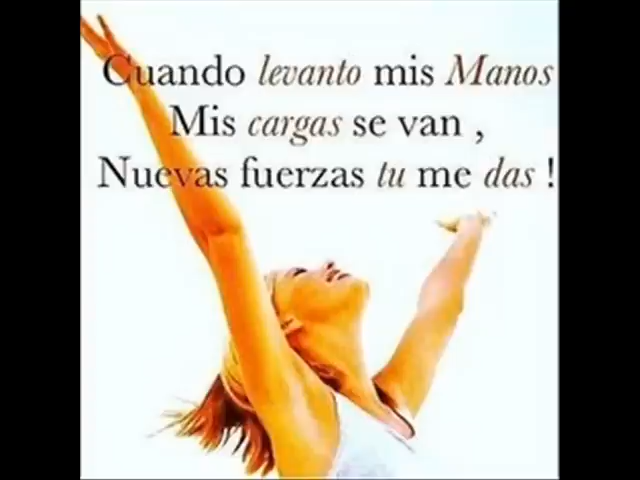 Cuando levanto mis Manos
Mis cargas se van ,
Nuevas fuerzas tu me das !